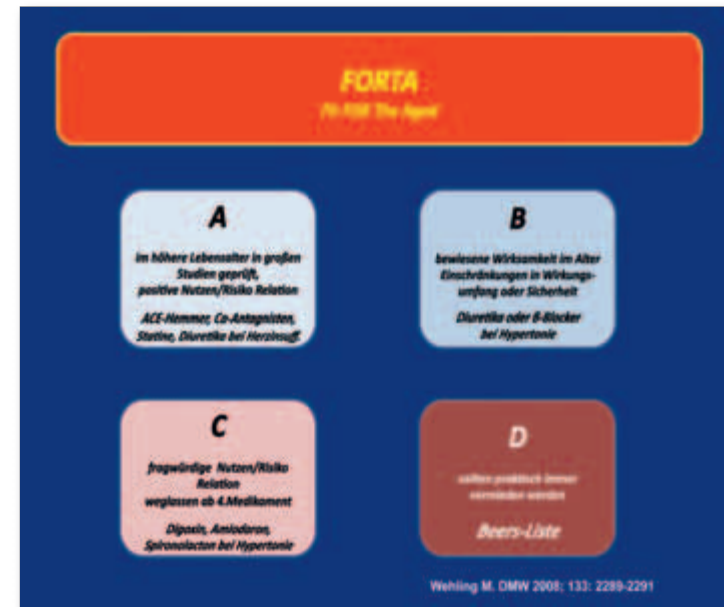 FORTA
Fit FOR The Aged
A
im höhere Lebensalter in großen
Studien geprüft,
positive Nutzen/Risiko Relation
ACE-Hemmer, Ca-Antagnisten,
Statine, Diuretika bei Herzinsuff.
B
bewiesene Wirksamkeit im Alter
Einschränkungen in Wirkungs-
umfang oder Sicherheit
Diuretika oder ß-Blocker
bei Hypertonie
C
fragwürdige Nutzen/Risiko
Relation
weglassen ab 4.Medikament
Digoxin, Amiodaron,
Spironolacton bei Hypertonie
D
sollten praktisch immer
vermieden werden
Beers-Liste
Wehling M. DMW 2008; 133: 2289-2291